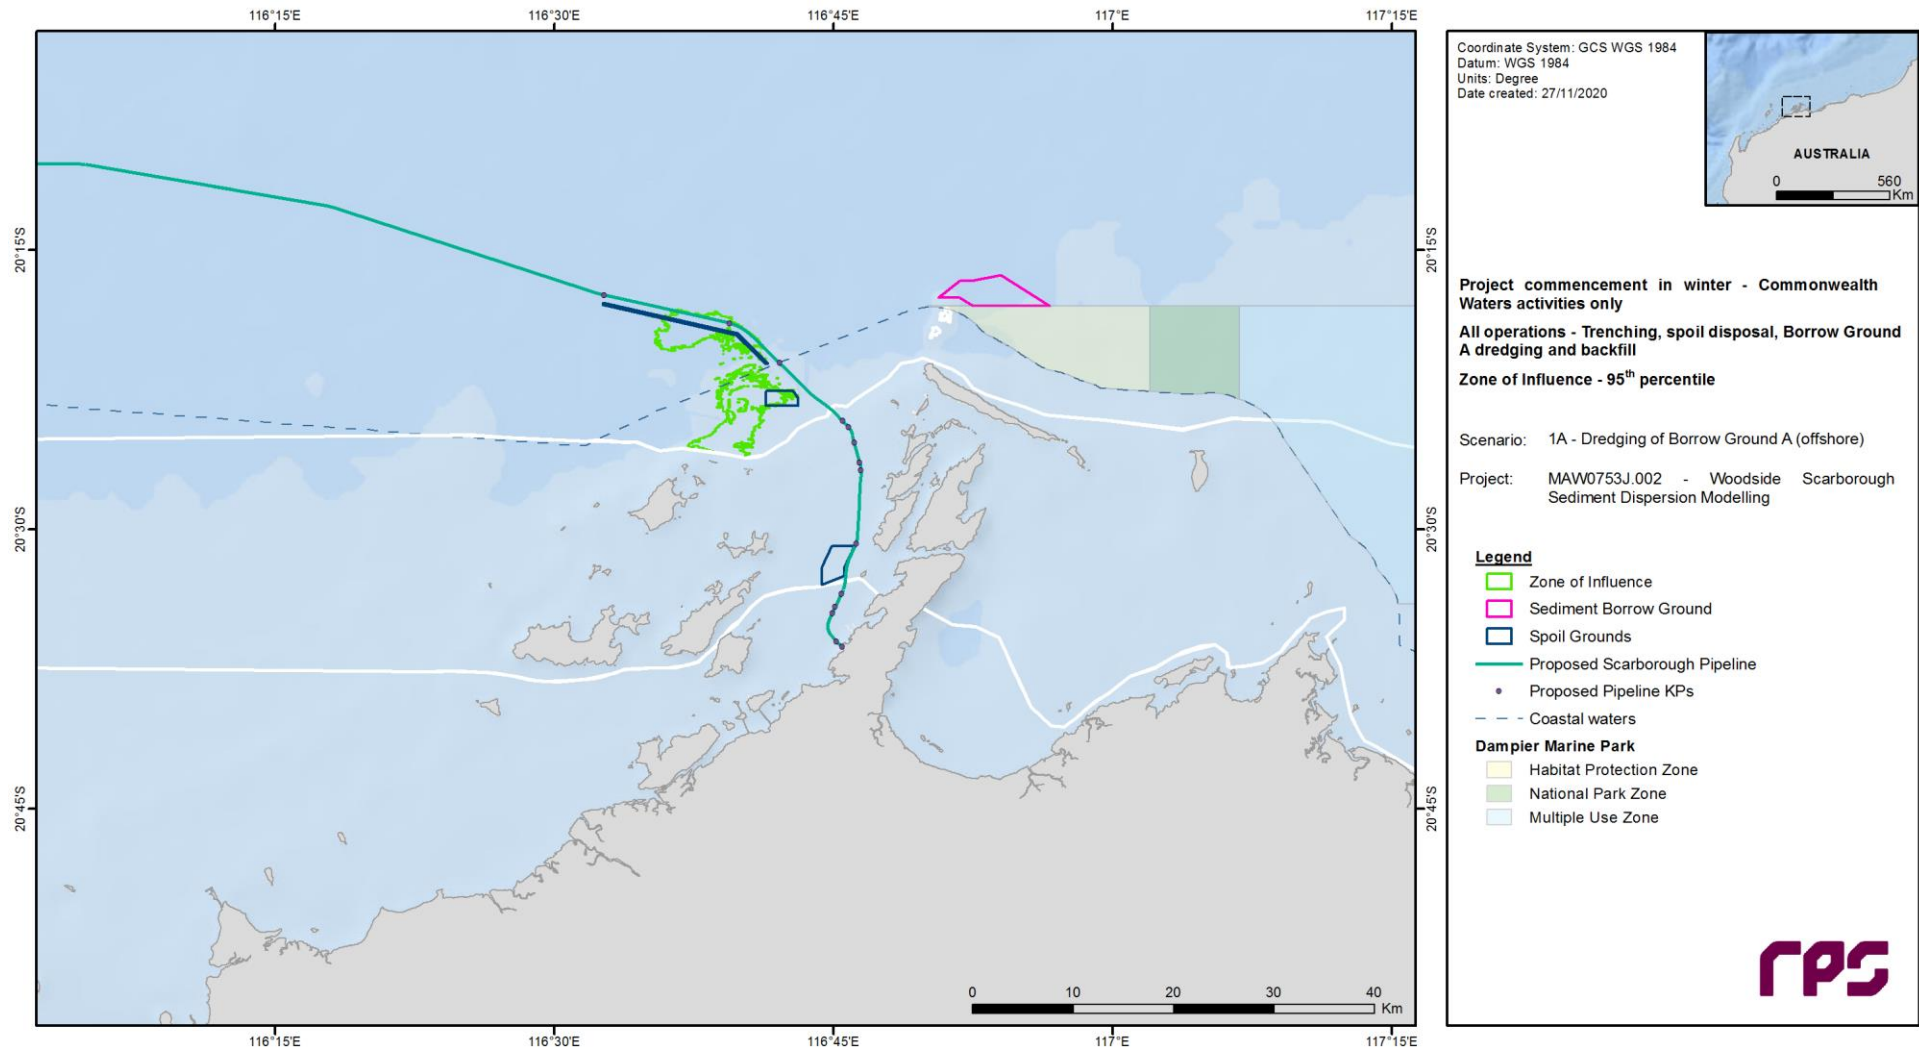 116°15'E
116°30'E
116°45'E
117°E
117°15'E
20°15'S
20°30'S
20°45'S
20°15'S
20°30'S
20°45'S
0 10 20 30 40
Km
116°15'E
116°30'E
116°45'E
117°E
117°15'E
Coordinate System: GCS WGS 1984
Datum: WGS 1984
Units: Degree
Date created: 27/11/2020
AUSTRALIA
0 560
Km
Project commencement in winter - Commonwealth
Waters activities only
All operations - Trenching, spoil disposal, Borrow Ground
A dredging and backfill
Zone of Influence - 95th percentile
Scenario: 1A - Dredging of Borrow Ground A (offshore)
Project: MAW0753J.002 - Woodside Scarborough
Sediment Dispersion Modelling
Legend
Zone of Influence
Sediment Borrow Ground
Spoil Grounds
Proposed Scarborough Pipeline
Proposed Pipeline KPs
Coastal waters
Dampier Marine Park
Habitat Protection Zone
National Park Zone
Multiple Use Zone
rps